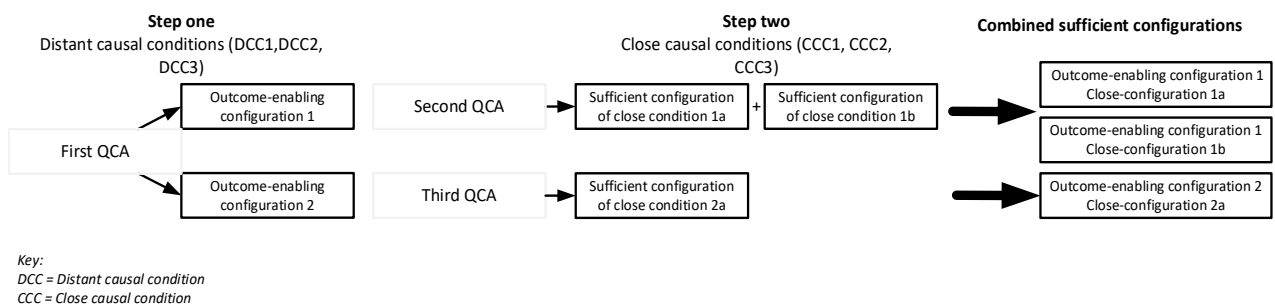 Step one
Distant causal conditions (DCC1,DCC2,
DCC3)
Step two
Close causal conditions (CCC1, CCC2,
CCC3)
Combined sufficient configurations
First QCA
Outcome-enabling
configuration 1
Outcome-enabling
configuration 2
Second QCA
Sufficient configuration
of close condition 1a
+
Sufficient configuration
of close condition 1b
Third QCA
Sufficient configuration
of close condition 2a
Outcome-enabling configuration 1
Close-configuration 1a
Outcome-enabling configuration 1
Close-configuration 1b
Outcome-enabling configuration 2
Close-configuration 2a
Key:
DCC = Distant causal condition
CCC = Close causal condition